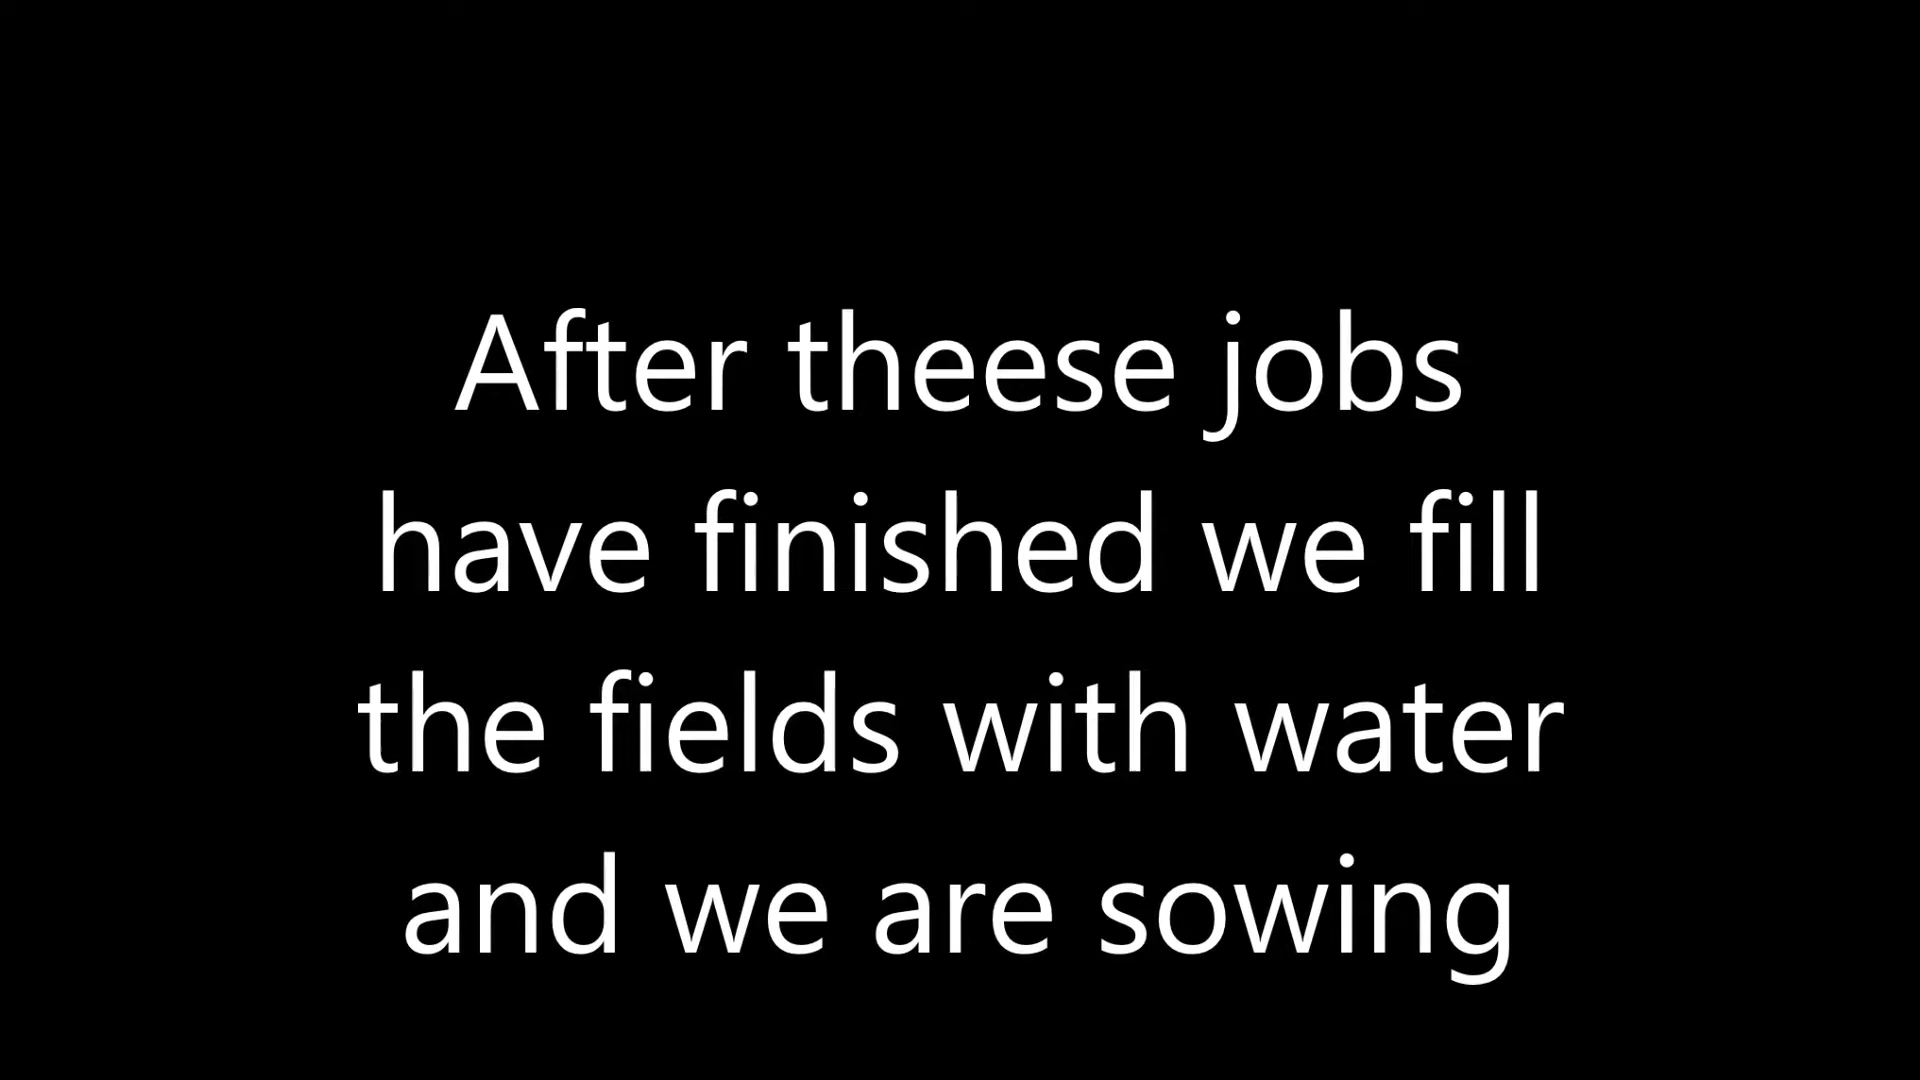 After theese jobs
have finished we fill
the fields with water
and we are sowing